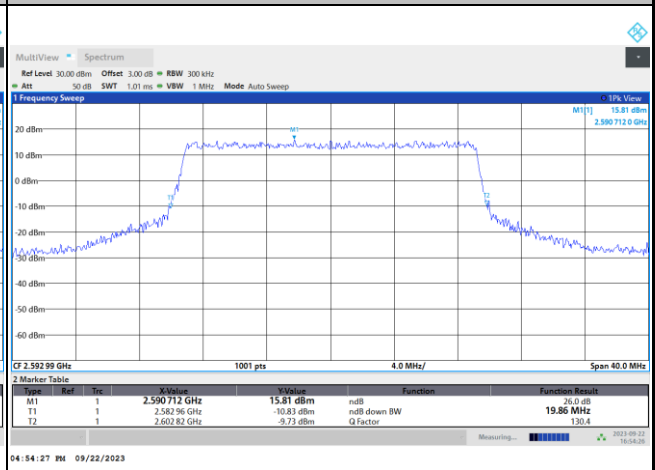 MultiView Spectrum
Ref Level 30.00 dBm Offset 3.00 dB RBW 300 kHz
Att 50 dB SWT 1.01 ms VBW 1 MHz Mode Auto Sweep
1 Frequency Sweep 1Pk View
M1[1] 15.81 dBm
2.590 712 0 GHz
20 dBm
M1
10 dBm
0 dBm
T1 T2
-10 dBm
-20 dBm
-30 dBm
-40 dBm
-50 dBm
-60 dBm
CF 2.592 99 GHz 1001 pts 4.0 MHz/ Span 40.0 MHz
2 Marker Table
Type Ref Trc X-Value Y-Value Function Function Result
M1 1 2.590 712 GHz 15.81 dBm ndB 26.0 dB
T1 1 2.582 96 GHz -10.83 dBm ndB down BW 19.86 MHz
T2 1 2.602 82 GHz -9.73 dBm Q Factor 130.4
Measuring... 2023-09-22
16:54:26
04:54:27 PM 09/22/2023